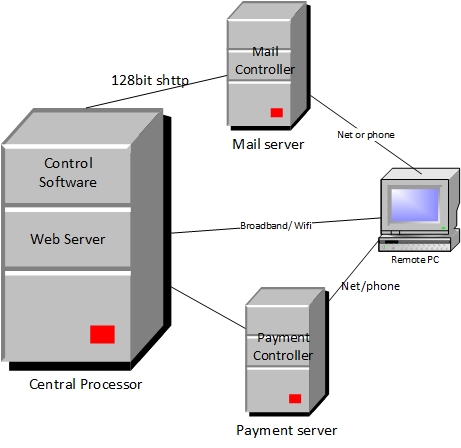 Mail
Controller
128bit shttp
Mail server
Net or phone
Control
Software
Web Server
Broadband/ Wifi
Remote PC
Net/phone
Payment
Controller
Central Processor
Payment server